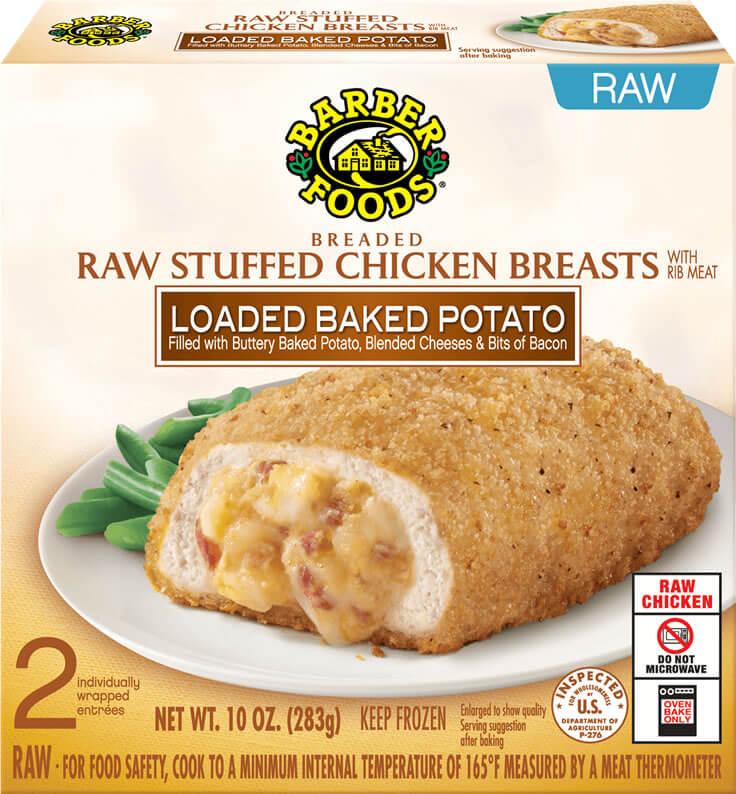 BARBER
FOODS
BREADED
RAW STUFFED
CHICKEN BREASTS WITH RIB MEAT
LOADED BAKED POTATO
Filled with Buttery Baked Potato, Blended Cheeses & Bits of Bacon
Serving suggestion
after baking
RAW
BARBER
FOODS®
BREADED
RAW STUFFED CHICKEN BREASTS WITH
RIB MEAT
LOADED BAKED POTATO
Filled with Buttery Baked Potato, Blended Cheeses & Bits of Bacon
RAW
CHICKEN
DO NOT
MICROWAVE
OVEN
BAKE
ONLY
2 individually
wrapped
entrées
NET WT. 10 OZ. (283g) KEEP FROZEN
Enlarged to show quality
Serving suggestion
after baking
INSPECTED
FOR WHOLESOMENESS
BY
U.S.
DEPARTMENT OF
AGRICULTURE
P-276
RAW · FOR FOOD SAFETY, COOK TO A MINIMUM INTERNAL TEMPERATURE OF 165°F MEASURED BY A MEAT THERMOMETER